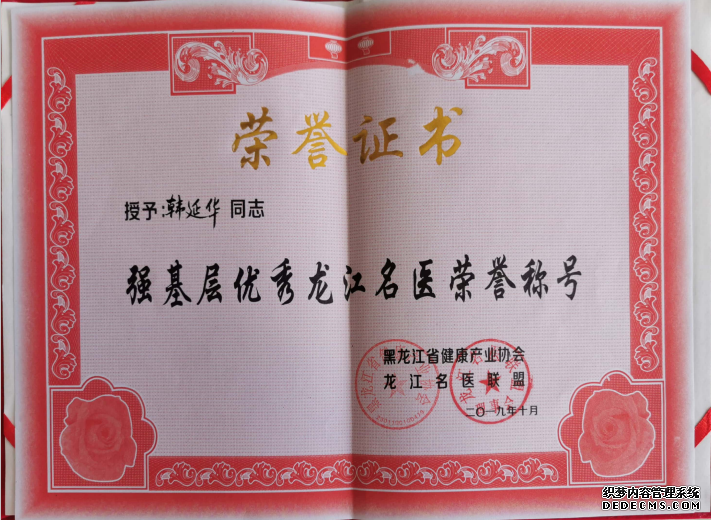 荣誉证书
授予:韩延华 同志
强基层优秀龙江名医荣誉称号
黑龙江省健康产业协会
龙江名医联盟
二〇一九年十月
织梦内容管理系统
DEDECMS.COM